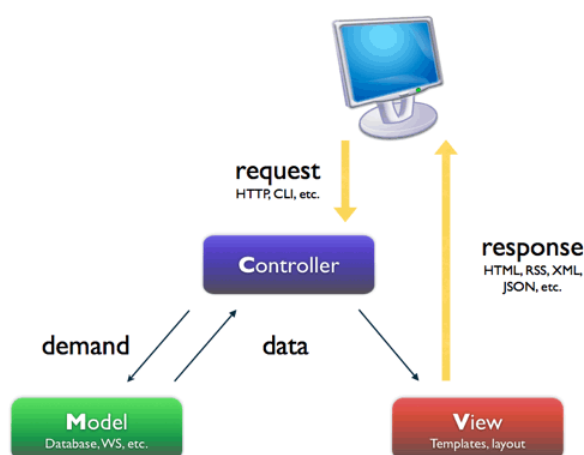 request
HTTP, CLI, etc.
Controller
response
HTML, RSS, XML,
JSON, etc.
demand
data
Model
Database, WS, etc.
View
Templates, layout